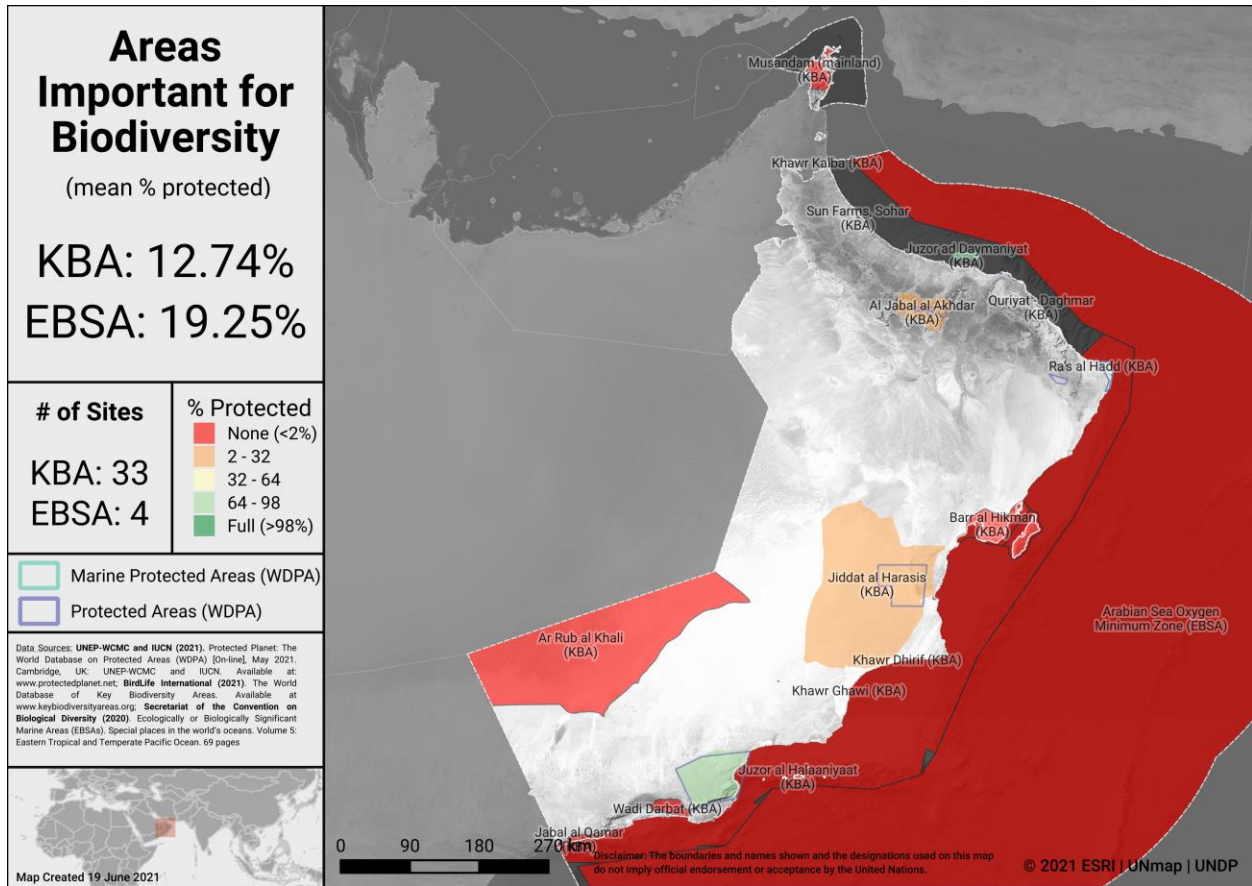 Areas
Important for
Biodiversity
(mean % protected)
KBA: 12.74%
EBSA: 19.25%
# of Sites
KBA: 33
EBSA: 4
% Protected
None (<2%)
2 - 32
32 - 64
64 - 98
Full (>98%)
Marine Protected Areas (WDPA)
Protected Areas (WDPA)
Data Sources: UNEP-WCMC and IUCN (2021). Protected Planet: The
World Database on Protected Areas (WDPA) [On-line], May 2021.
Cambridge, UK: UNEP-WCMC and IUCN. Available at:
www.protectedplanet.net; BirdLife International (2021). The World
Database of Key Biodiversity Areas. Available at
www.keybiodiversityareas.org; Secretariat of the Convention on
Biological Diversity (2020). Ecologically or Biologically Significant
Marine Areas (EBSAs). Special places in the world's oceans. Volume 5:
Eastern Tropical and Temperate Pacific Ocean. 69 pages
Map Created 19 June 2021
Musandam (mainland)
(KBA)
Khawr Kalba (KBA)
Sun Farms, Sohar
(KBA)
Juzor ad Daymaniyat
(KBA)
Al Jabal al Akhdar
(KBA)
Quriyat - Daghmar
(KBA)
Ra's al Hadd (KBA)
Barr al Hikman
(KBA)
Jiddat al Harasis
(KBA)
Arabian Sea Oxygen
Minimum Zone (EBSA)
Ar Rub al Khali
(KBA)
Khawr Dhirif (KBA)
Khawr Ghawi (KBA)
Juzor al Halaaniyaat
(KBA)
Wadi Darbat (KBA)
Jabal al Qamar
(KBA)
0 90 180 270 km
Disclaimer: The boundaries and names shown and the designations used on this map
do not imply official endorsement or acceptance by the United Nations.
© 2021 ESRI | UNmap | UNDP